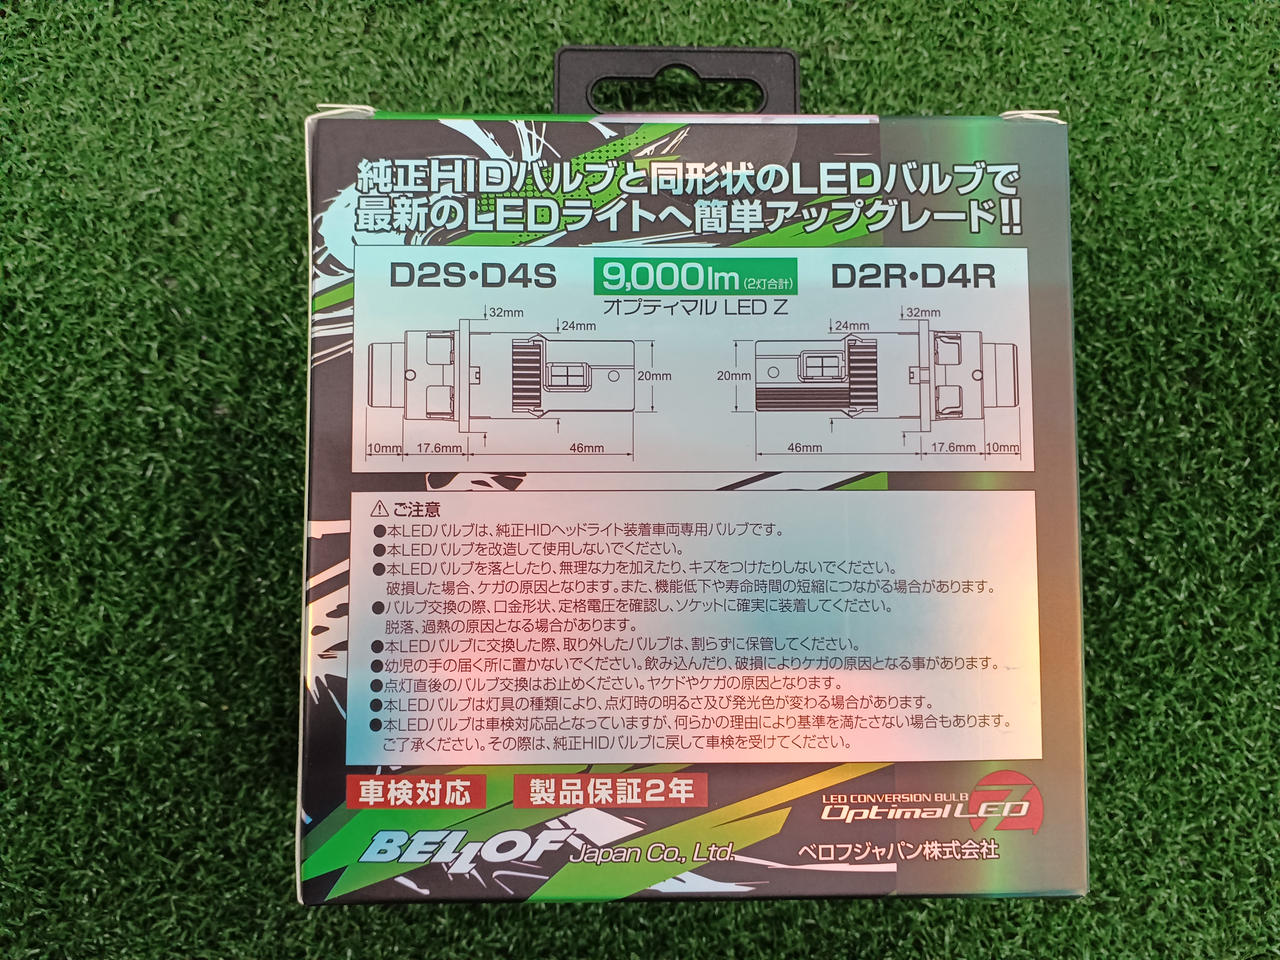 純正HIDバルブと同形状のLEDバルブで
最新のLEDライトへ簡単アップグレード!!
D2S・D4S
9,000lm(2灯合計)
D2R・D4R
オプティマル LED Z
32mm
24mm
20mm
10mm
17.6mm
46mm
24mm
32mm
20mm
46mm
17.6mm
10mm
⚠ご注意
●本LEDバルブは、純正HIDヘッドライト装着車両専用バルブです。
●本LEDバルブを改造して使用しないでください。
●本LEDバルブを落としたり、無理な力を加えたり、キズをつけたりしないでください。
破損した場合、ケガの原因となります。また、機能低下や寿命時間の短縮につながる場合があります。
●バルブ交換の際、口金形状、定格電圧を確認し、ソケットに確実に装着してください。
脱落、過熱の原因となる場合があります。
●本LEDバルブに交換した際、取り外したバルブは、割らずに保管してください。
●幼児の手の届く所に置かないでください。飲み込んだり、破損によりケガの原因となる事があります。
●点灯直後のバルブ交換はお止めください。ヤケドやケガの原因となります。
●本LEDバルブは灯具の種類により、点灯時の明るさ及び発光色が変わる場合があります。
●本LEDバルブは車検対応品となっていますが、何らかの理由により基準を満たさない場合もあります。
ご了承ください。その際は、純正HIDバルブに戻して車検を受けてください。
車検対応
製品保証2年
LED CONVERSION BULB
Optimal LED Z
BELLOF Japan Co., Ltd.
ベロフジャパン株式会社